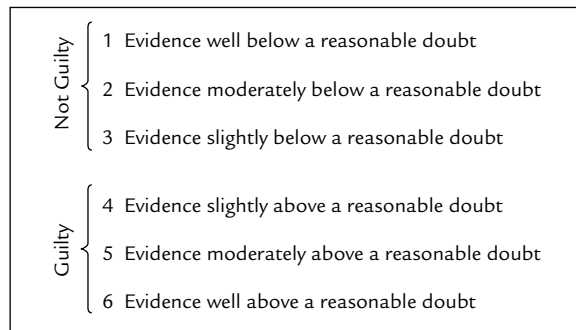 Not Guilty
1 Evidence well below a reasonable doubt
2 Evidence moderately below a reasonable doubt
3 Evidence slightly below a reasonable doubt
Guilty
4 Evidence slightly above a reasonable doubt
5 Evidence moderately above a reasonable doubt
6 Evidence well above a reasonable doubt